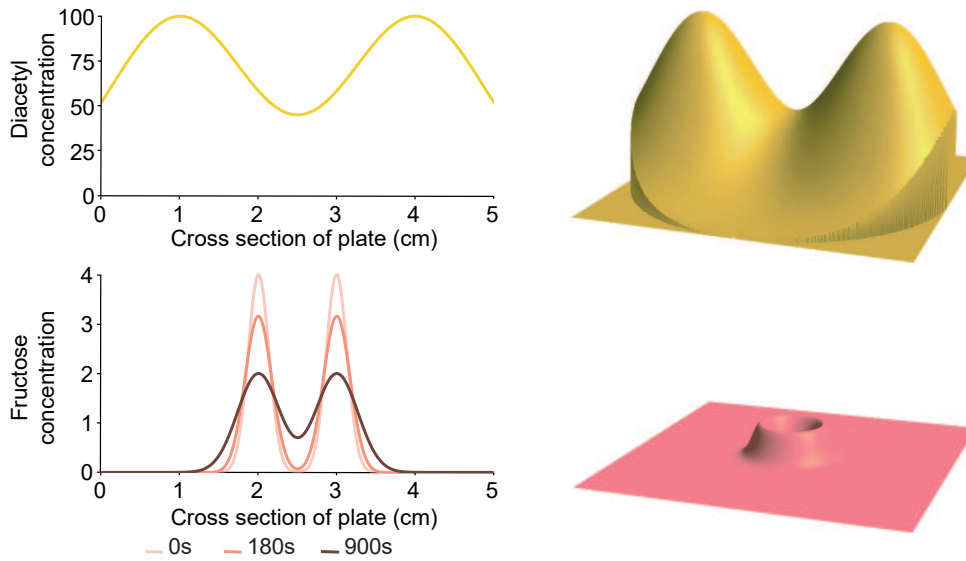 Diacetyl
concentration
100
75
50
25
0
0 1 2 3 4 5
Cross section of plate (cm)
Fructose
concentration
4
3
2
1
0
0 1 2 3 4 5
Cross section of plate (cm)
0s 180s 900s